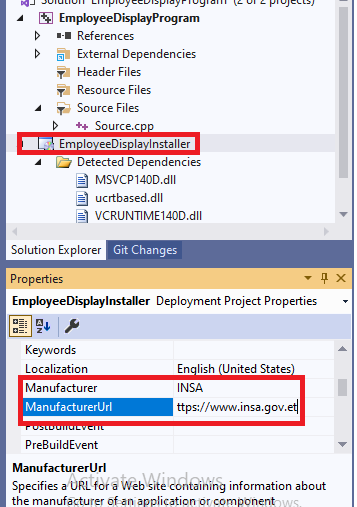 Solution 'EmployeeDisplayProgram' (2 of 2 projects)
EmployeeDisplayProgram
References
External Dependencies
Header Files
Resource Files
Source Files
++ Source.cpp
EmployeeDisplayInstaller
Detected Dependencies
MSVCP140D.dll
ucrtbased.dll
VCRUNTIME140D.dll
Solution Explorer Git Changes
Properties
EmployeeDisplayInstaller Deployment Project Properties
Keywords
Localization English (United States)
Manufacturer INSA
ManufacturerUrl ttps://www.insa.gov.et
PostBuildEvent
PreBuildEvent
ManufacturerUrl
Activate Windows
Specifies a URL for a Web site containing information about
the manufacturer of an application or component